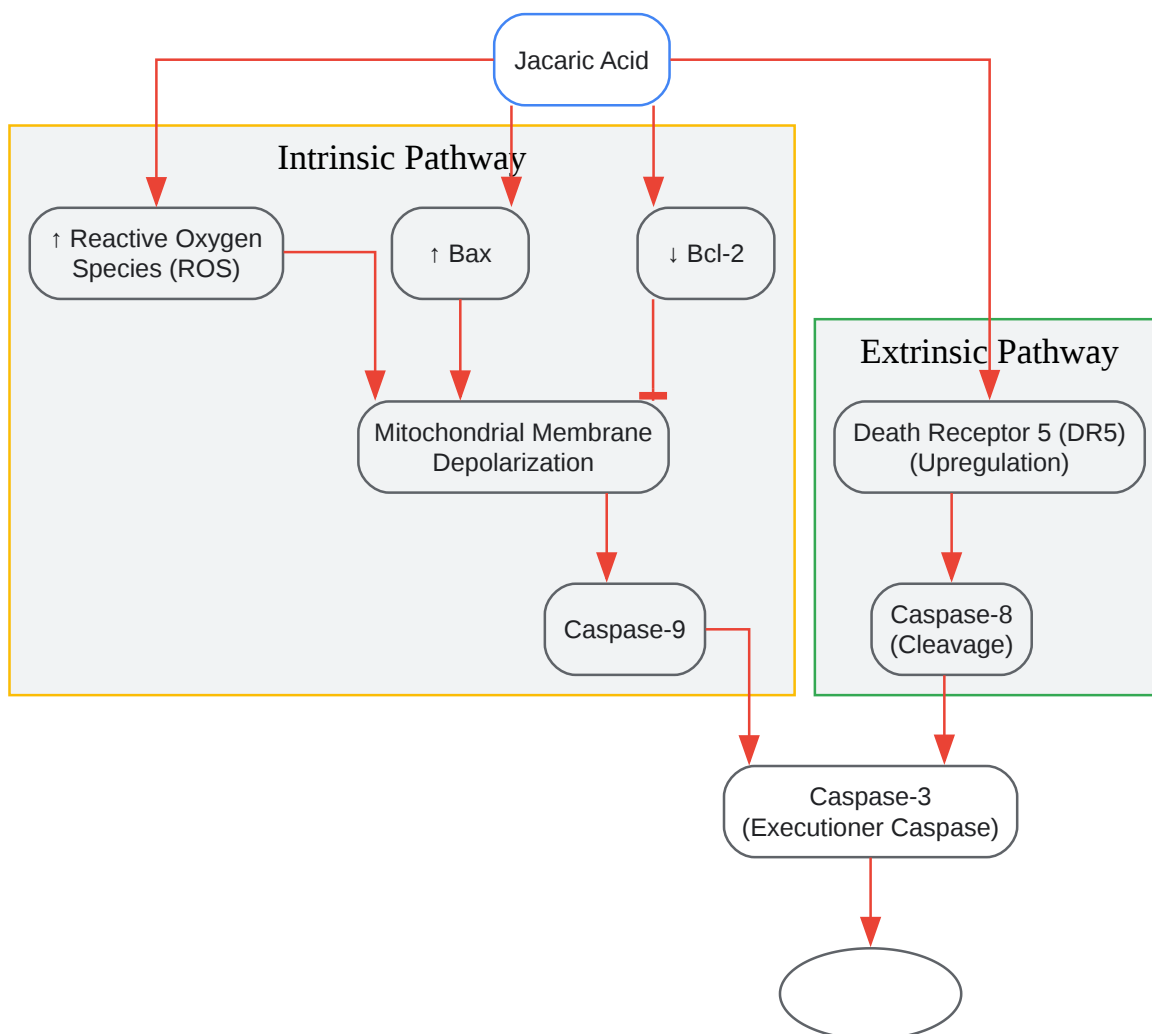 Jacaric Acid
Intrinsic Pathway
↑ Reactive Oxygen
Species (ROS)
↑ Bax
↓ Bcl-2
Extrinsic Pathway
Mitochondrial Membrane
Depolarization
Death Receptor 5 (DR5)
(Upregulation)
Caspase-9
Caspase-8
(Cleavage)
Caspase-3
(Executioner Caspase)